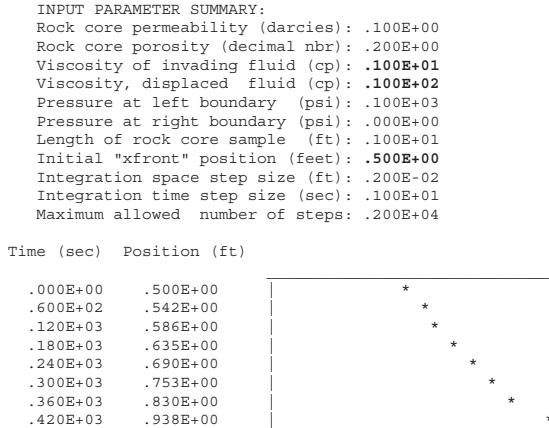 INPUT PARAMETER SUMMARY:
Rock core permeability (darcies): .100E+00
Rock core porosity (decimal nbr): .200E+00
Viscosity of invading fluid (cp): .100E+01
Viscosity, displaced  fluid (cp): .100E+02
Pressure at left boundary  (psi): .100E+03
Pressure at right boundary (psi): .000E+00
Length of rock core sample  (ft): .100E+01
Initial "xfront" position (feet): .500E+00
Integration space step size (ft): .200E-02
Integration time step size (sec): .100E+01
Maximum allowed  number of steps: .200E+04
Time (sec)  Position (ft)
.000E+00    .500E+00    |    *
.600E+02    .542E+00    |    *
.120E+03    .586E+00    |    *
.180E+03    .635E+00    |    *
.240E+03    .690E+00    |    *
.300E+03    .753E+00    |    *
.360E+03    .830E+00    |    *
.420E+03    .938E+00    |    *